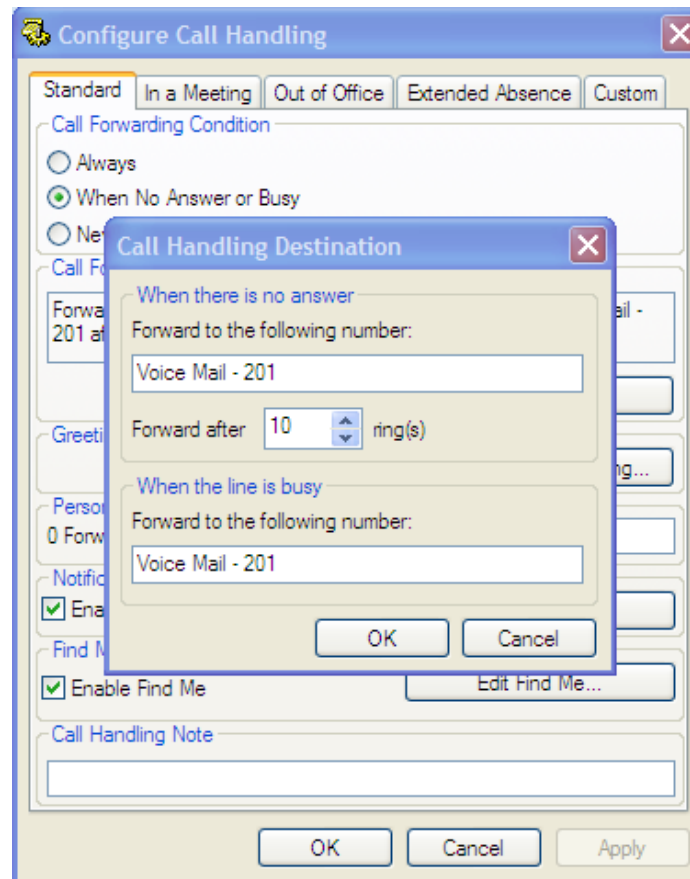 Configure Call Handling
Standard In a Meeting Out of Office Extended Absence Custom
Call Forwarding Condition
Always
When No Answer or Busy
Call Handling Destination
When there is no answer
Forward to the following number:
Voice Mail - 201
Forward after 10 ring(s)
When the line is busy
Forward to the following number:
Voice Mail - 201
OK Cancel
201
0
Enable Find Me Edit Find Me...
Call Handling Note
OK Cancel Apply